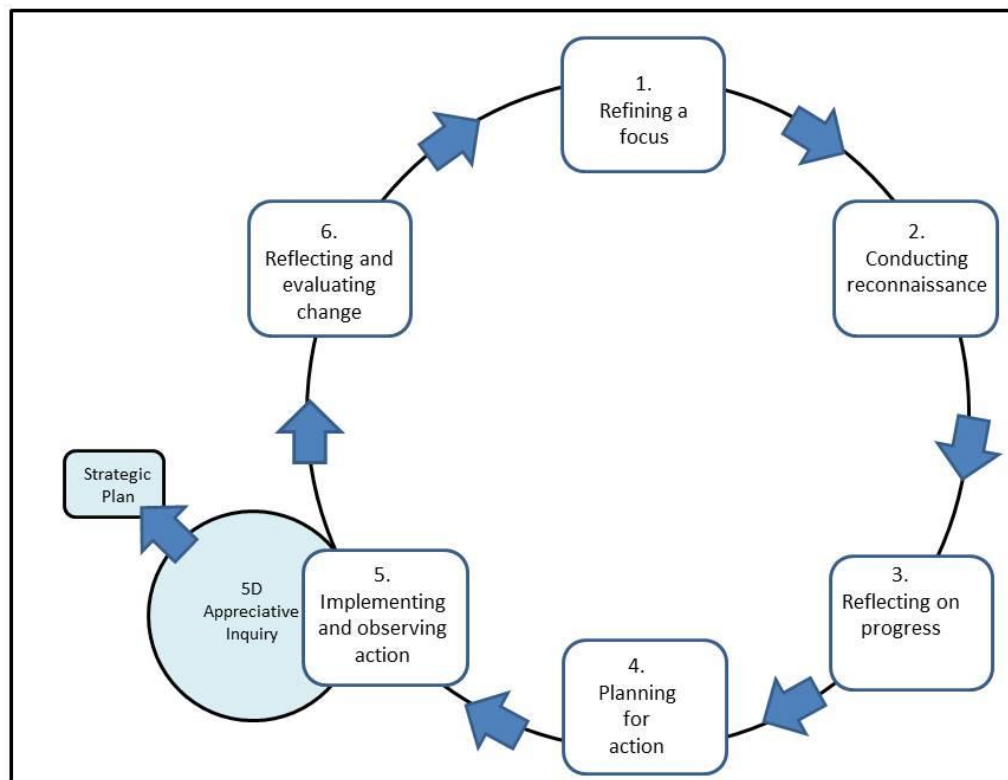 1.
Refining a
focus
2.
Conducting
reconnaissance
3.
Reflecting on
progress
4.
Planning
for
action
5.
Implementing
and observing
action
6.
Reflecting and
evaluating
change
5D
Appreciative
Inquiry
Strategic
Plan